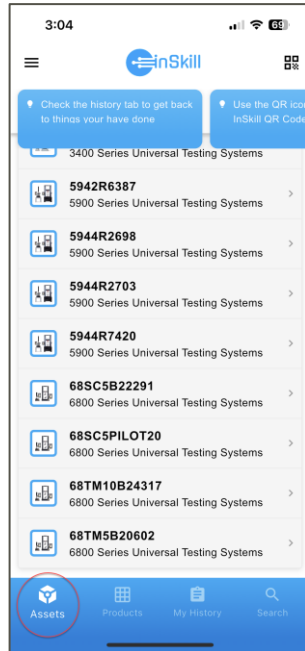 3:04
69
inSkill
Check the history tab to get back
to things your have done
Use the QR ico
InSkill QR Code
3400 Series Universal Testing Systems
5942R6387
5900 Series Universal Testing Systems
5944R2698
5900 Series Universal Testing Systems
5944R2703
5900 Series Universal Testing Systems
5944R7420
5900 Series Universal Testing Systems
68SC5B22291
6800 Series Universal Testing Systems
68SC5PILOT20
6800 Series Universal Testing Systems
68TM10B24317
6800 Series Universal Testing Systems
68TM5B20602
6800 Series Universal Testing Systems
Assets
Products
My History
Search